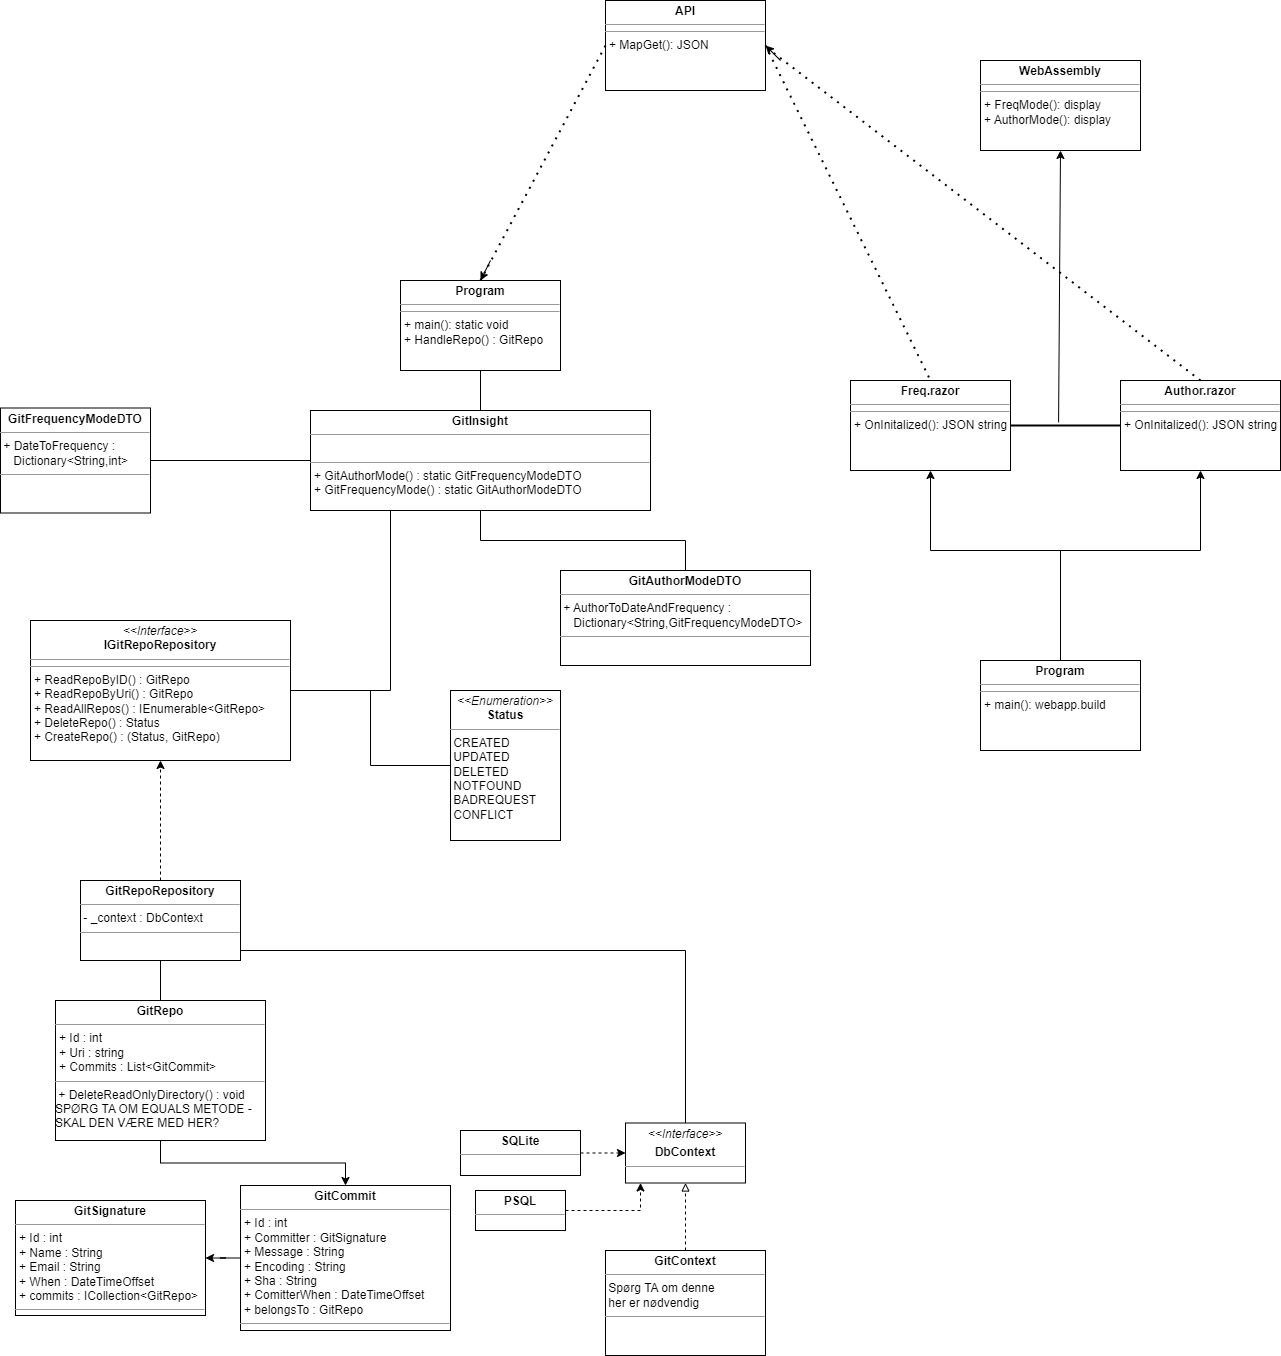 API
+ MapGet(): JSON
WebAssembly
+ FreqMode(): display
+ AuthorMode(): display
Program
+ main(): static void
+ HandleRepo() : GitRepo
Freq.razor
+ OnInitalized(): JSON string
Author.razor
+ OnInitalized(): JSON string
GitFrequencyModeDTO
+ DateToFrequency :
Dictionary<String,int>
GitInsight
+ GitAuthorMode() : static GitFrequencyModeDTO
+ GitFrequencyMode() : static GitAuthorModeDTO
GitAuthorModeDTO
+ AuthorToDateAndFrequency :
Dictionary<String,GitFrequencyModeDTO>
<<Interface>>
IGitRepoRepository
+ ReadRepoByID() : GitRepo
+ ReadRepoByUri() : GitRepo
+ ReadAllRepos() : IEnumerable<GitRepo>
+ DeleteRepo() : Status
+ CreateRepo() : (Status, GitRepo)
<<Enumeration>>
Status
CREATED
UPDATED
DELETED
NOTFOUND
BADREQUEST
CONFLICT
Program
+ main(): webapp.build
GitRepoRepository
- _context : DbContext
GitRepo
+ Id : int
+ Uri : string
+ Commits : List<GitCommit>
+ DeleteReadOnlyDirectory() : void
SPØRG TA OM EQUALS METODE -
SKAL DEN VÆRE MED HER?
SQLite
PSQL
<<Interface>>
DbContext
GitSignature
+ Id : int
+ Name : String
+ Email : String
+ When : DateTimeOffset
+ commits : ICollection<GitRepo>
GitCommit
+ Id : int
+ Committer : GitSignature
+ Message : String
+ Encoding : String
+ Sha : String
+ ComitterWhen : DateTimeOffset
+ belongsTo : GitRepo
GitContext
Spørg TA om denne
her er nødvendig